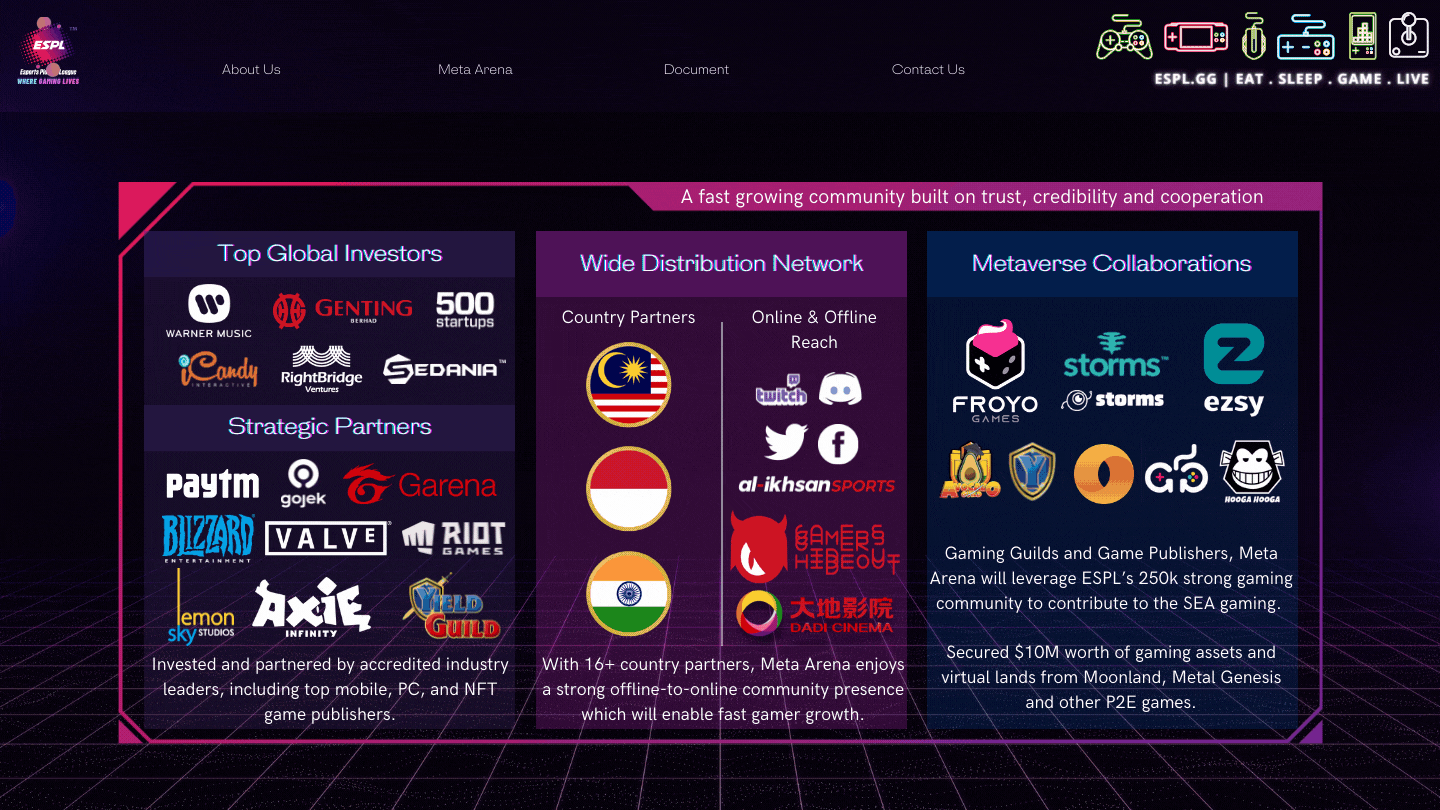 ESPL
TM
WHERE GAMING LIVES
About Us
Meta Arena
Document
Contact Us
ESPL.GG | EAT . SLEEP . GAME . LIVE
A fast growing community built on trust, credibility and cooperation
Top Global Investors
WARNER MUSIC
GENTING
BERHAD
500
startups
iCandy
INTERACTIVE
RightBridge
Ventures
SEDANIA™
Strategic Partners
paytm
gojek
Garena
BLIZZARD
ENTERTAINMENT
VALVE®
RIOT
GAMES
lemon
sky STUDIOS
AXIE
INFINITY
YIELD
GUILD
Invested and partnered by accredited industry
leaders, including top mobile, PC, and NFT
game publishers.
Wide Distribution Network
Country Partners
Online & Offline
Reach
twitch
al-ikhsan SPORTS
GAMERS
HIDEOUT
大地影院
DADI CINEMA
With 16+ country partners, Meta Arena enjoys
a strong offline-to-online community presence
which will enable fast gamer growth.
Metaverse Collaborations
FROYO
GAMES
storms™
storms
ezsy
HOOGA HOOGA
Gaming Guilds and Game Publishers, Meta
Arena will leverage ESPL's 250k strong gaming
community to contribute to the SEA gaming.
Secured $10M worth of gaming assets and
virtual lands from Moonland, Metal Genesis
and other P2E games.